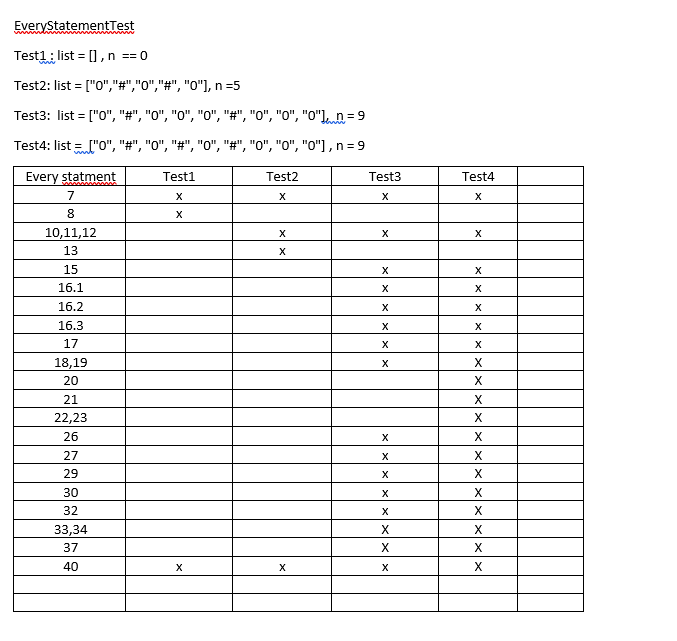 EveryStatementTest
Test1 : list = [] , n == 0
Test2: list = ["0","#","0","#", "0"], n =5
Test3: list = ["0", "#", "0", "0", "0", "#", "0", "0", "0"], n = 9
Test4: list = ["0", "#", "0", "#", "0", "#", "0", "0", "0"] , n = 9
Every statment Test1 Test2 Test3 Test4
7 x x x x
8 x
10,11,12 x x x
13 x
15 x x
16.1 x x
16.2 x x
16.3 x x
17 x x
18,19 x X
20 X
21 X
22,23 X
26 x X
27 x X
29 x X
30 x X
32 x X
33,34 X X
37 X X
40 x x x X